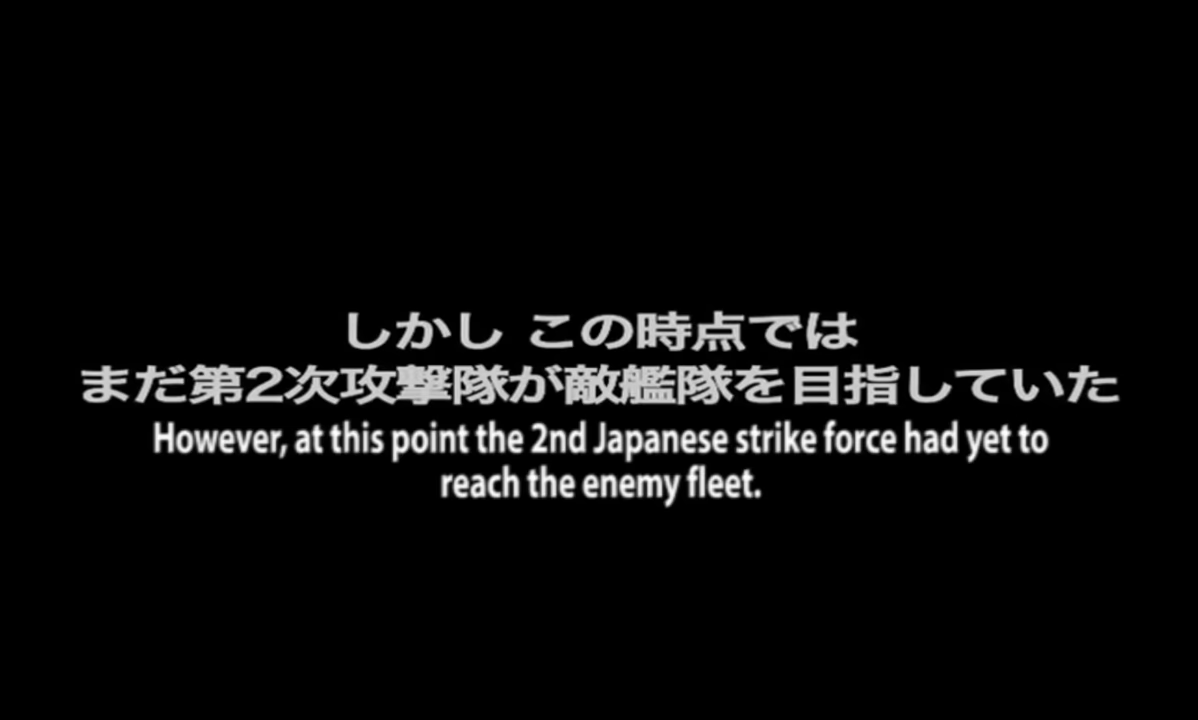 しかし この時点では
まだ第2次攻撃隊が敵艦隊を目指していた
However, at this point the 2nd Japanese strike force had yet to
reach the enemy fleet.